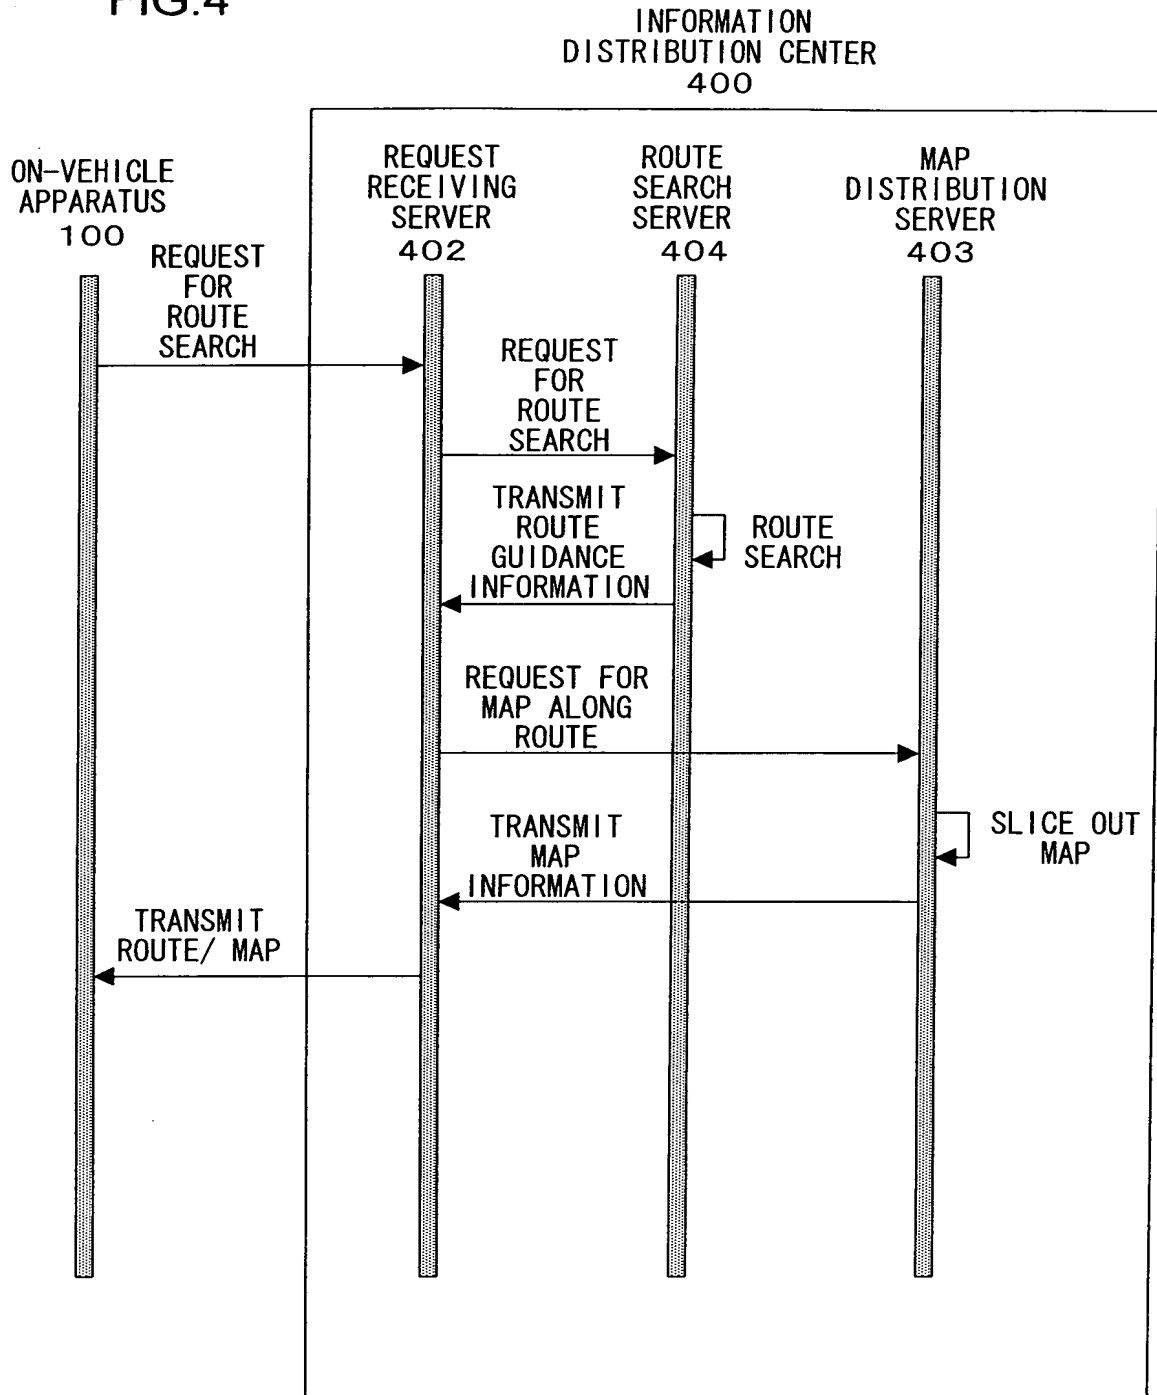 FIG.4
INFORMATION
DISTRIBUTION CENTER
400
ON-VEHICLE
APPARATUS
100
REQUEST
RECEIVING
SERVER
402
ROUTE
SEARCH
SERVER
404
MAP
DISTRIBUTION
SERVER
403
REQUEST
FOR
ROUTE
SEARCH
REQUEST
FOR
ROUTE
SEARCH
TRANSMIT
ROUTE
GUIDANCE
INFORMATION
ROUTE
SEARCH
REQUEST FOR
MAP ALONG
ROUTE
SLICE OUT
MAP
TRANSMIT
MAP
INFORMATION
TRANSMIT
ROUTE/ MAP